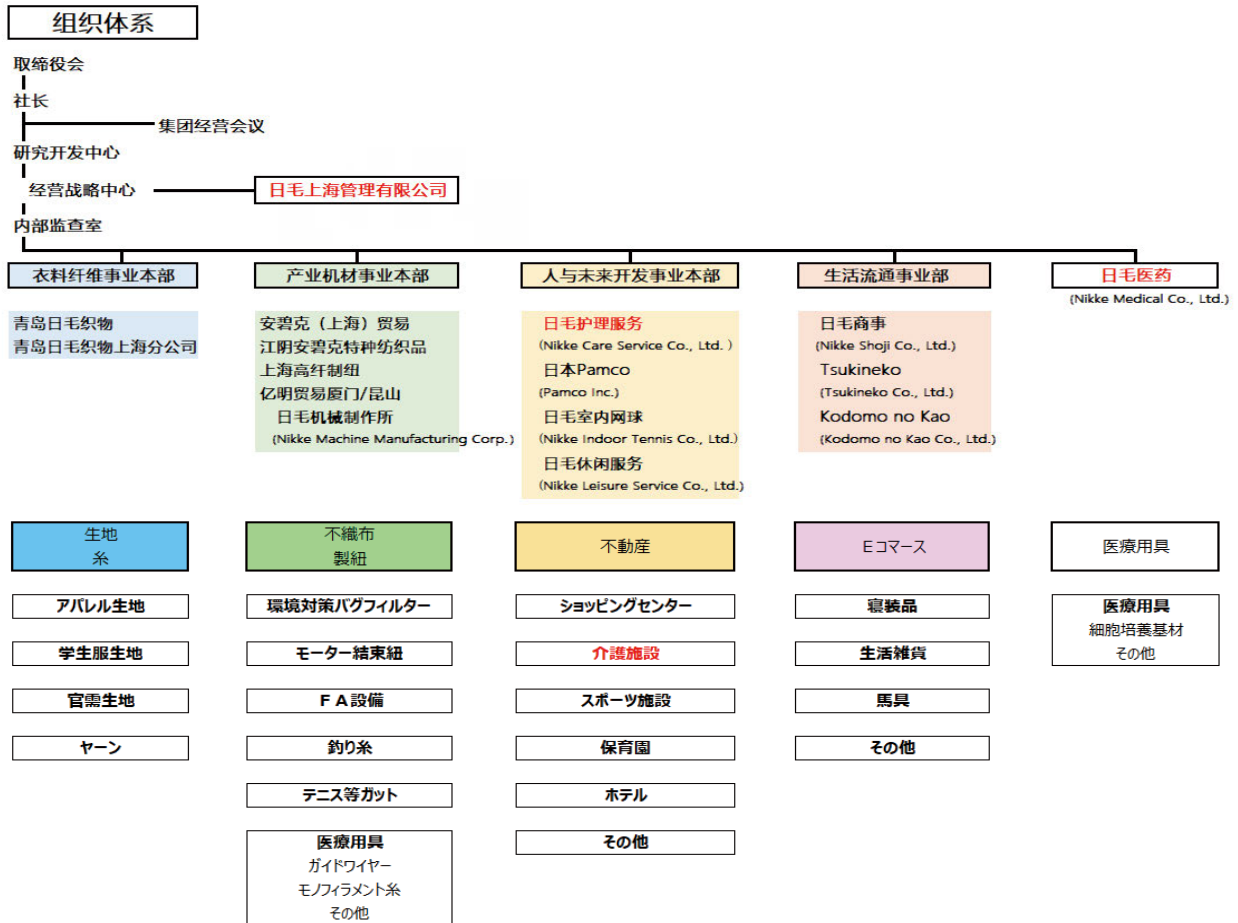 组织体系
取缔役会
社长
集团经营会议
研究开发中心
经营战略中心
日毛上海管理有限公司
内部监查室
衣料纤维事业本部
青岛日毛织物
青岛日毛织物上海分公司
产业机材事业本部
安碧克（上海）贸易
江阴安碧克特种纺织品
上海高纤制纽
亿明贸易厦门/昆山
日毛机械制作所
(Nikke Machine Manufacturing Corp.)
人与未来开发事业本部
日毛护理服务
(Nikke Care Service Co., Ltd. )
日本Pamco
(Pamco Inc.)
日毛室内网球
(Nikke Indoor Tennis Co., Ltd.)
日毛休闲服务
(Nikke Leisure Service Co., Ltd.)
生活流通事业部
日毛商事
(Nikke Shoji Co., Ltd.)
Tsukineko
(Tsukineko Co., Ltd.)
Kodomo no Kao
(Kodomo no Kao Co., Ltd.)
日毛医药
(Nikke Medical Co., Ltd.)
生地
糸
アパレル生地
学生服生地
官需生地
ヤーン
不織布
製紐
環境対策バグフィルター
モーター結束紐
ＦＡ設備
釣り糸
テニス等ガット
医療用具
ガイドワイヤー
モノフィラメント糸
その他
不動産
ショッピングセンター
介護施設
スポーツ施設
保育園
ホテル
その他
Ｅコマース
寝装品
生活雑貨
馬具
その他
医療用具
医療用具
細胞培養基材
その他